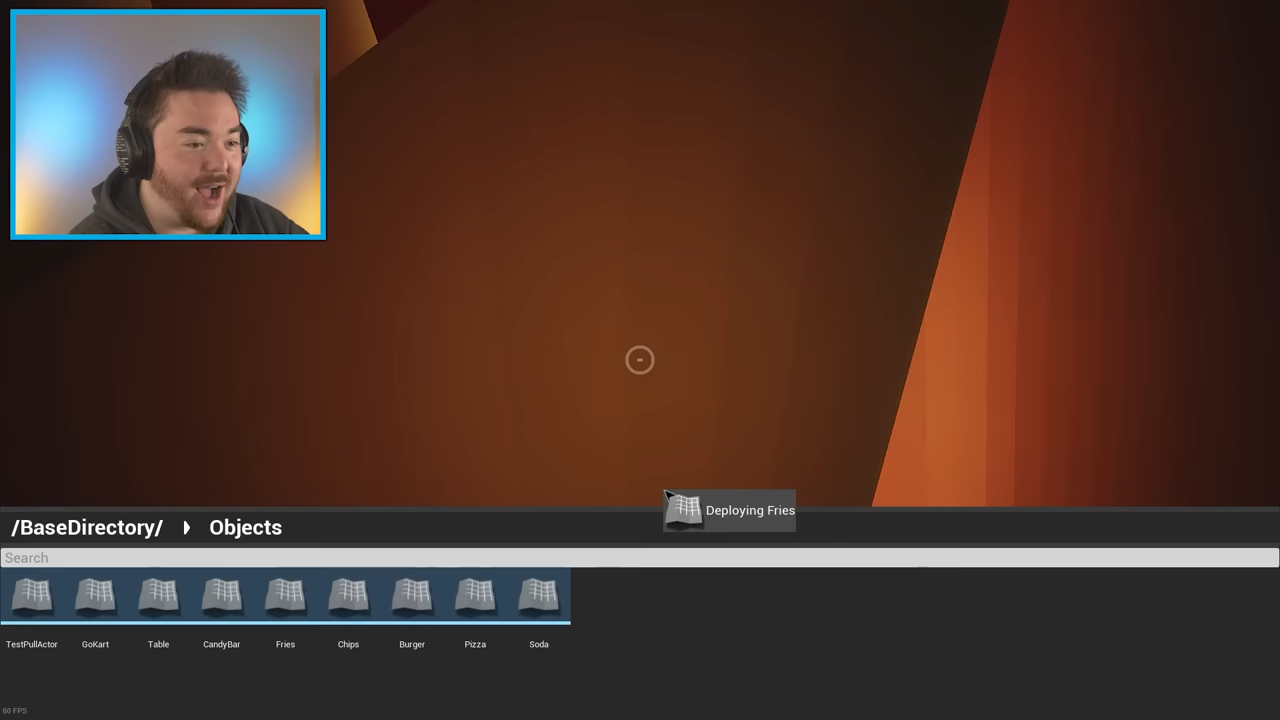 Deploying Fries
/BaseDirectory/ Objects
Search
TestPullActor GoKart Table CandyBar Fries Chips Burger Pizza Soda
60 FPS